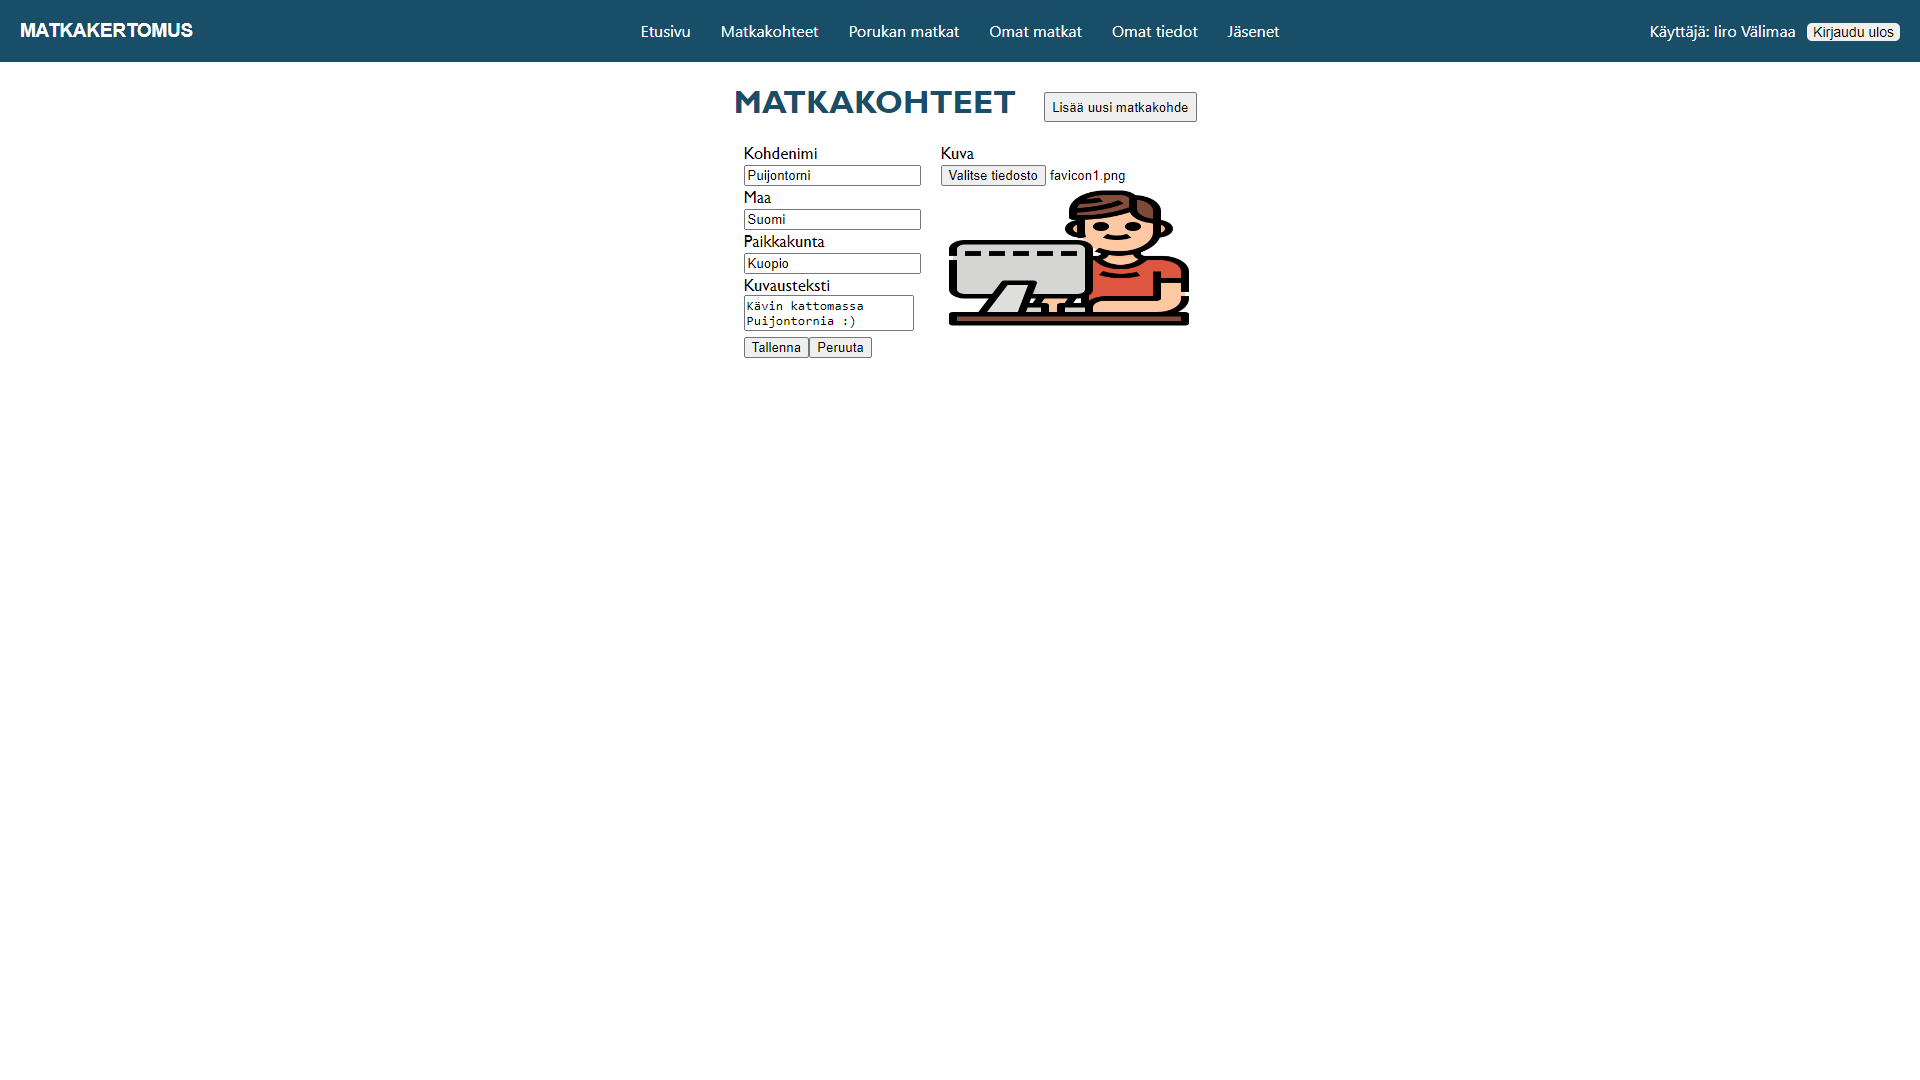 MATKAKERTOMUS
Etusivu Matkakohteet Porukan matkat Omat matkat Omat tiedot Jäsenet
Käyttäjä: Iiro Välimaa Kirjaudu ulos
MATKAKOHTEET
Lisää uusi matkakohde
Kohdenimi
Puijontorni
Maa
Suomi
Paikkakunta
Kuopio
Kuvausteksti
Kävin kattomassa
Puijontornia :)
Tallenna Peruuta
Kuva
Valitse tiedosto favicon1.png